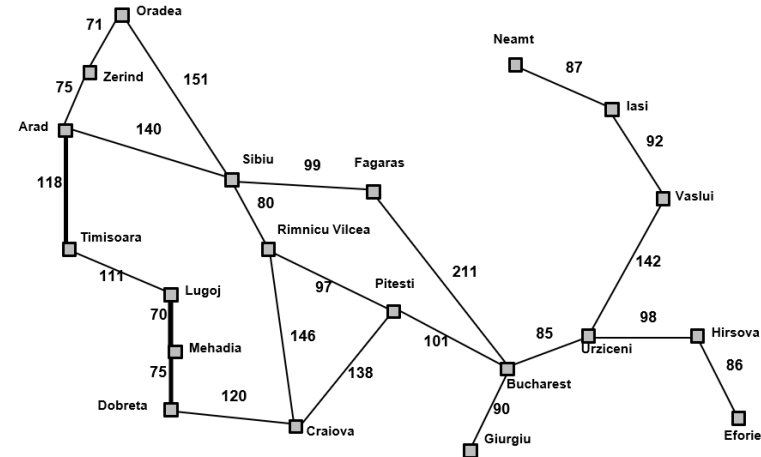 Oradea
71
Neamt
87
Zerind
151
75
Iasi
Arad
140
92
Sibiu
99
Fagaras
118
80
Vaslui
Timisoara
Rimnicu Vilcea
142
111
Lugoj
97
Pitesti
211
70
146
101
85
98
Hirsova
Urziceni
Mehadia
75
138
86
Bucharest
120
90
Dobreta
Craiova
Giurgiu
Eforie